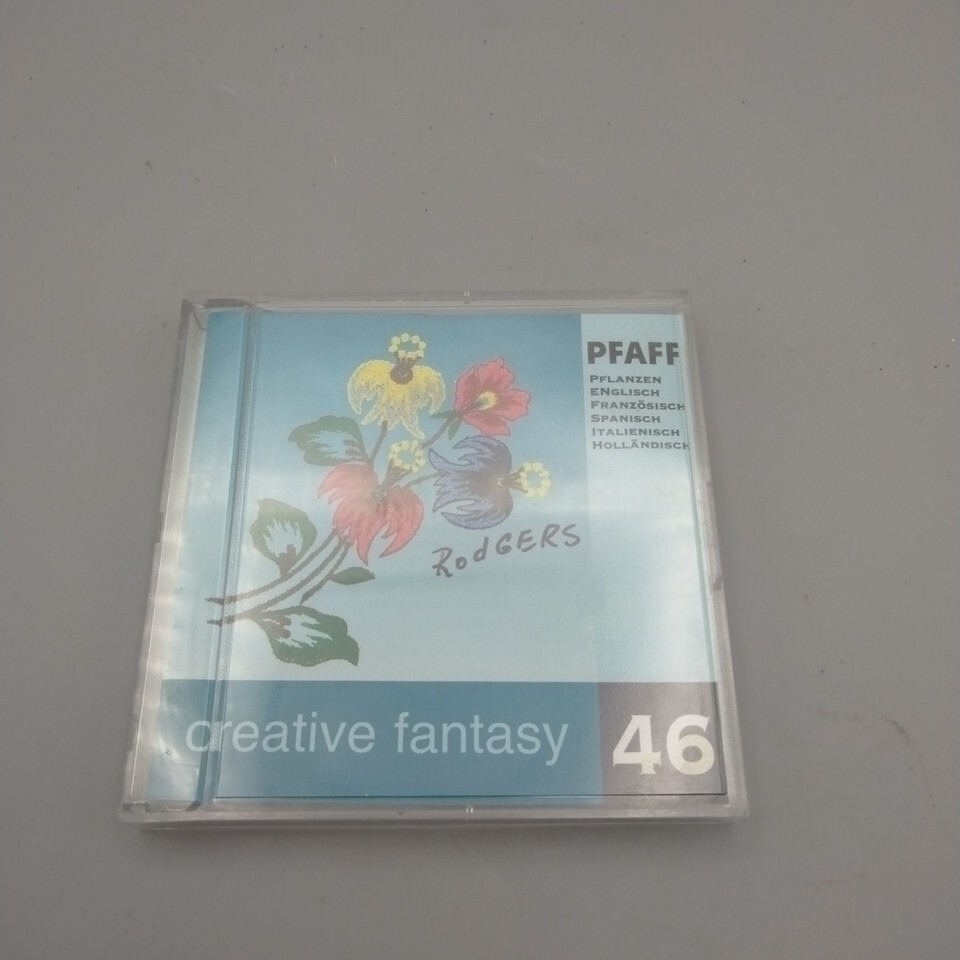 PFAFF
PFLANZEN
ENGLISCH
FRANZÖSISCH
SPANISCH
ITALIENISCH
HOLLÄNDISCH
RodGERS
creative fantasy
46